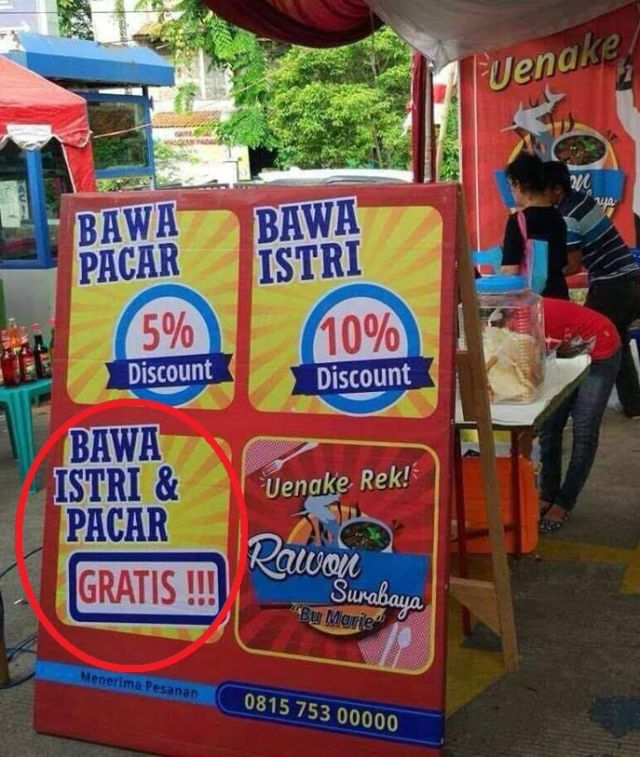 Uenake
BAWA
PACAR
5%
Discount
BAWA
ISTRI
10%
Discount
BAWA
ISTRI &
PACAR
GRATIS !!!
Uenake Rek!
Rawon
Surabaya
"Bu Marie"
Menerima Pesanan
0815 753 00000